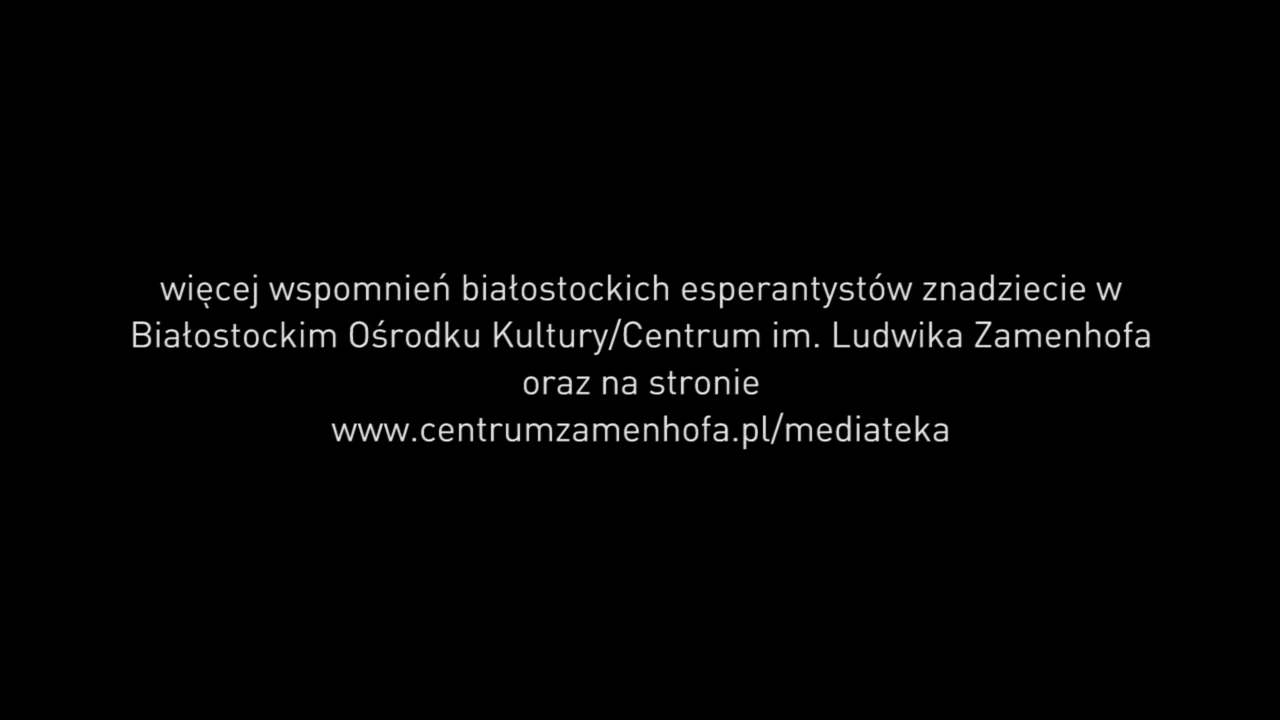 więcej wspomnień białostockich esperantystów znadziecie w
Białostockim Ośrodku Kultury/Centrum im. Ludwika Zamenhofa
oraz na stronie
www.centrumzamenhofa.pl/mediateka